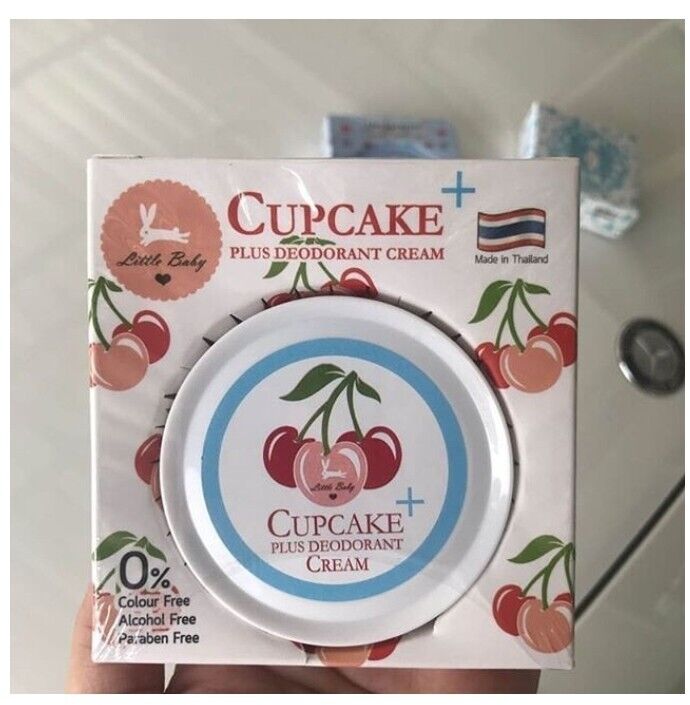 Little Baby
CUPCAKE+
PLUS DEODORANT CREAM
Made in Thailand
Little Baby
CUPCAKE+
PLUS DEODORANT
CREAM
0%
Colour Free
Alcohol Free
Paraben Free